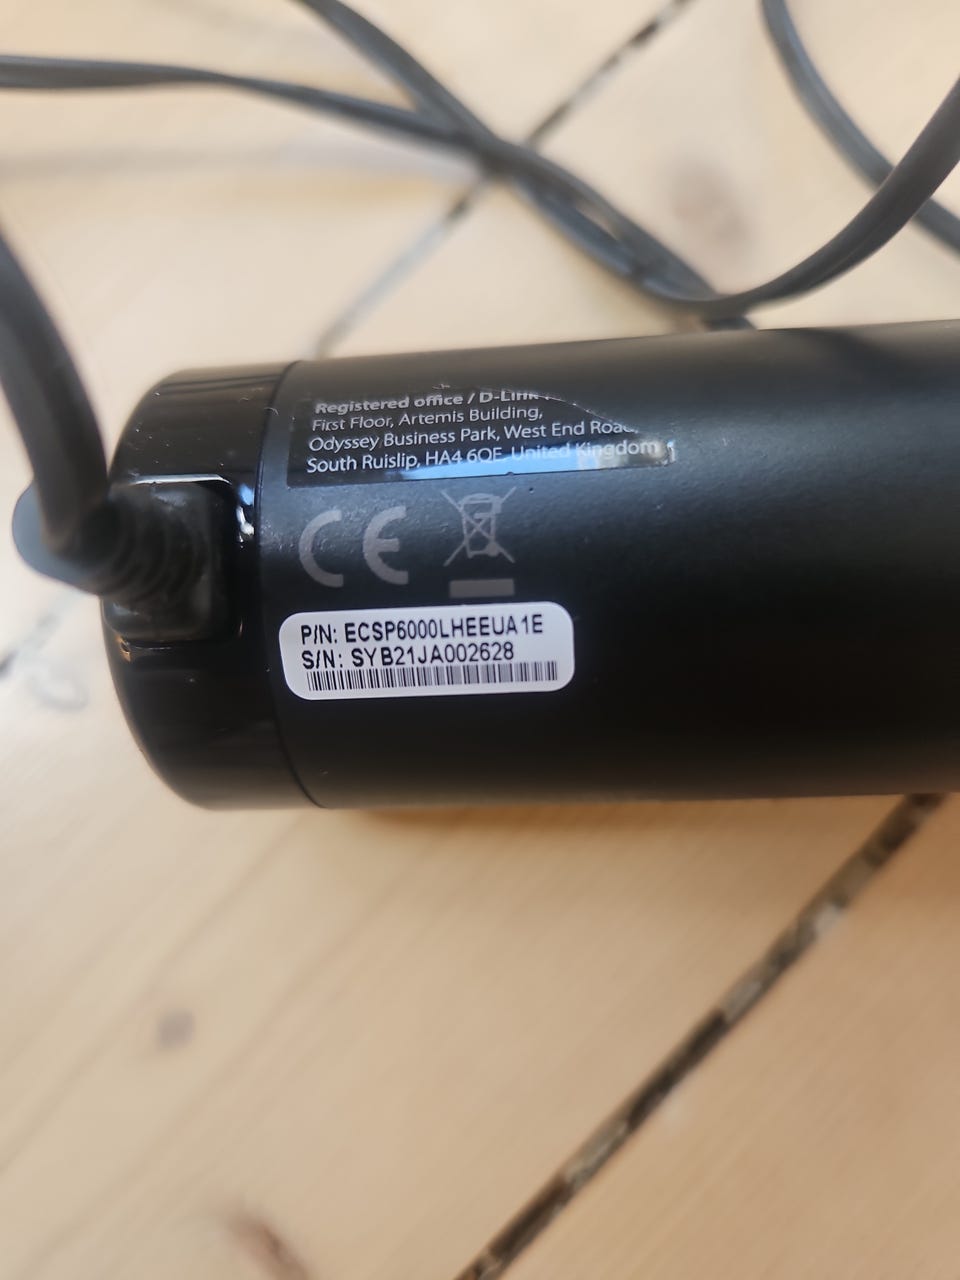 Registered office / D-Link
First Floor, Artemis Building,
Odyssey Business Park, West End Road,
South Ruislip, HA4 6QE, United Kingdom
CE
P/N: ECSP6000LHEEUA1E
S/N: SYB21JA002628